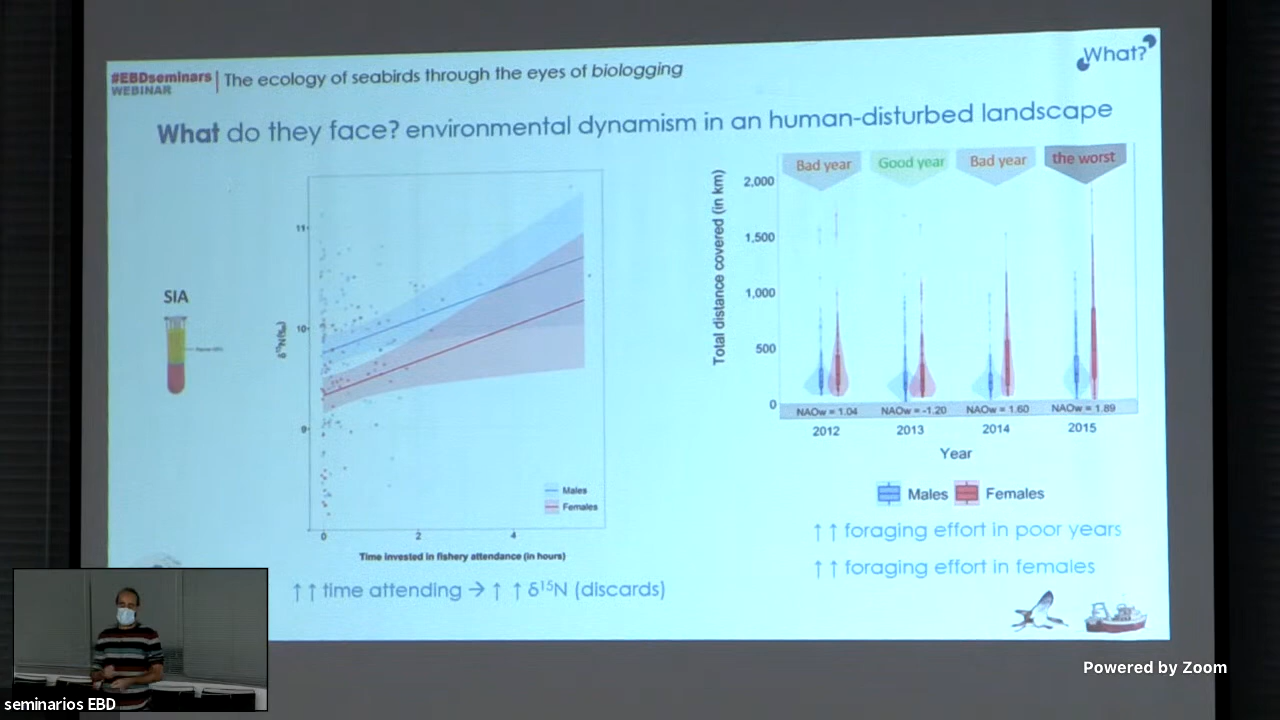 #EBDseminars
WEBINAR
The ecology of seabirds through the eyes of biologging
What?
What do they face? environmental dynamism in an human-disturbed landscape
SIA
11
10
9
δ¹⁵N(‰)
0
2
4
Time invested in fishery attendance (in hours)
Males
Females
↑↑ time attending → ↑ ↑ δ¹⁵N (discards)
Bad year
Good year
Bad year
the worst
Total distance covered (in km)
2,000
1,500
1,000
500
0
NAOw = 1.04
NAOw = -1.20
NAOw = 1.60
NAOw = 1.89
2012
2013
2014
2015
Year
Males
Females
↑↑ foraging effort in poor years
↑↑ foraging effort in females
Powered by Zoom
seminarios EBD